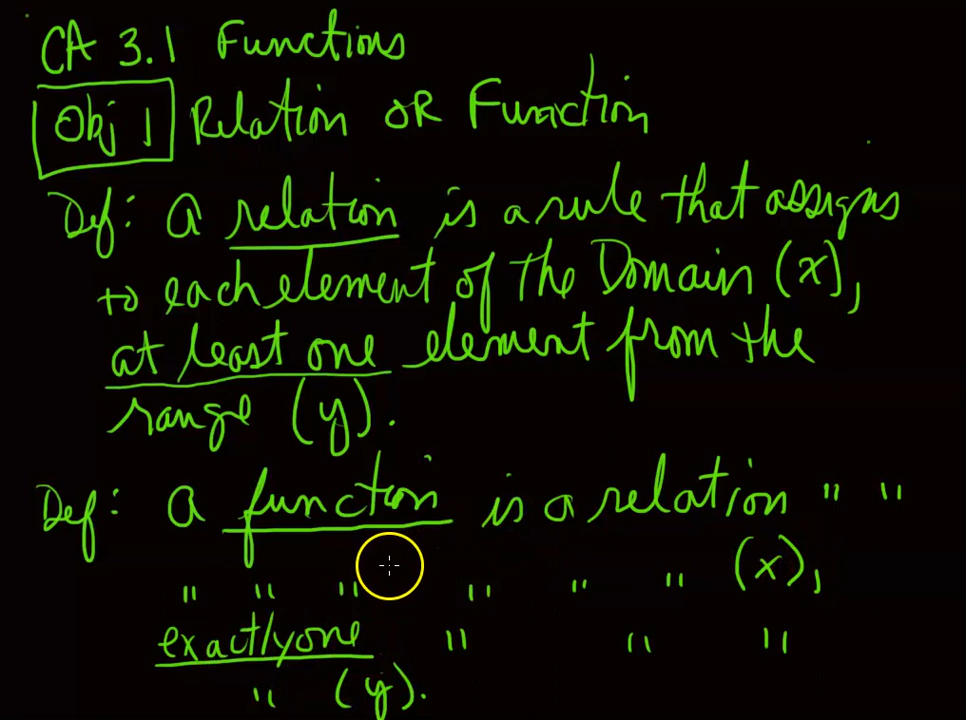 CA 3.1 Functions
Obj 1 Relation OR Function
Def: A relation is a rule that assigns
to each element of the Domain (x),
at least one element from the
range (y).
Def: A function is a relation " "
" " " " " " (x),
exactly one " " "
" (y).